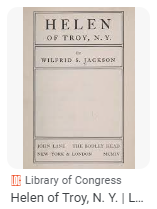 HELEN
OF TROY, N. Y.
BY
WILFRID S. JACKSON
JOHN LANE THE BODLEY HEAD
NEW YORK & LONDON MCMIV
Library of Congress
Helen of Troy, N. Y. | L...